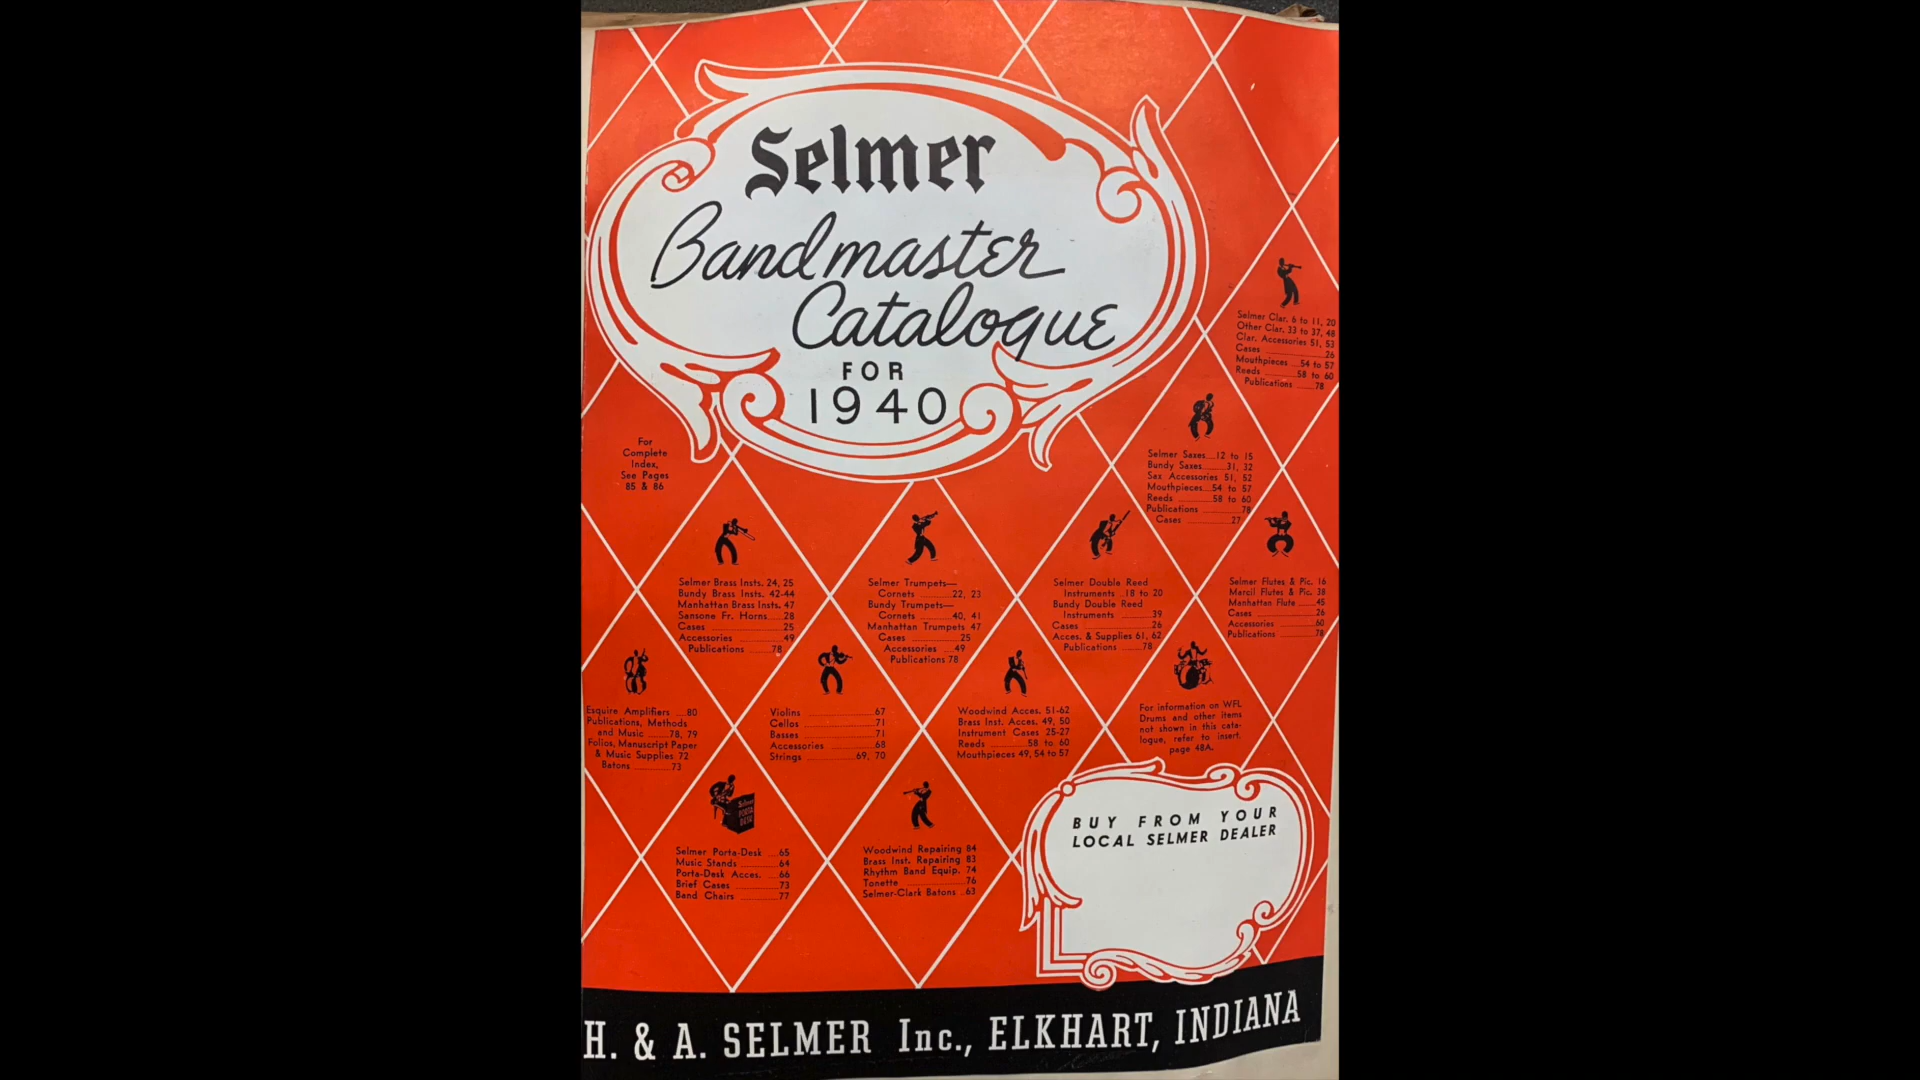 Selmer
Bandmaster
Catalogue
FOR
1940
Selmer Clar. 6 to 11, 20
Other Clar. 33 to 37, 48
Clar. Accessories 51, 53
Cases 26
Mouthpieces 54 to 57
Reeds 58 to 60
Publications 78
For
Complete
Index,
See Pages
85 & 86
Selmer Saxes 12 to 15
Bundy Saxes 31, 32
Sax Accessories 51, 52
Mouthpieces 54 to 57
Reeds 58 to 60
Publications 78
Cases 27
Selmer Brass Insts. 24, 25
Bundy Brass Insts. 42-44
Manhattan Brass Insts. 47
Sansone Fr. Horns 28
Cases 25
Accessories 49
Publications 78
Selmer Trumpets—
Cornets 22, 23
Bundy Trumpets—
Cornets 40, 41
Manhattan Trumpets 47
Cases 25
Accessories 49
Publications 78
Selmer Double Reed
Instruments 18 to 20
Bundy Double Reed
Instruments 39
Cases 26
Acces. & Supplies 61, 62
Publications 78
Selmer Flutes & Pic. 16
Marcil Flutes & Pic. 38
Manhattan Flute 45
Cases 26
Accessories 60
Publications 78
Esquire Amplifiers 80
Publications, Methods
and Music 78, 79
Folios, Manuscript Paper
& Music Supplies 72
Batons 73
Violins 67
Cellos 71
Basses 71
Accessories 68
Strings 69, 70
Woodwind Acces. 51-62
Brass Inst. Acces. 49, 50
Instrument Cases 25-27
Reeds 58 to 60
Mouthpieces 49, 54 to 57
For information on WFL
Drums and other items
not shown in this cata-
logue, refer to insert.
page 48A.
Selmer
PORTA
DESK
Selmer Porta-Desk 65
Music Stands 64
Porta-Desk Acces. 66
Brief Cases 73
Band Chairs 77
Woodwind Repairing 84
Brass Inst. Repairing 83
Rhythm Band Equip. 74
Tonette 76
Selmer-Clark Batons 63
BUY FROM YOUR
LOCAL SELMER DEALER
H. & A. SELMER Inc., ELKHART, INDIANA